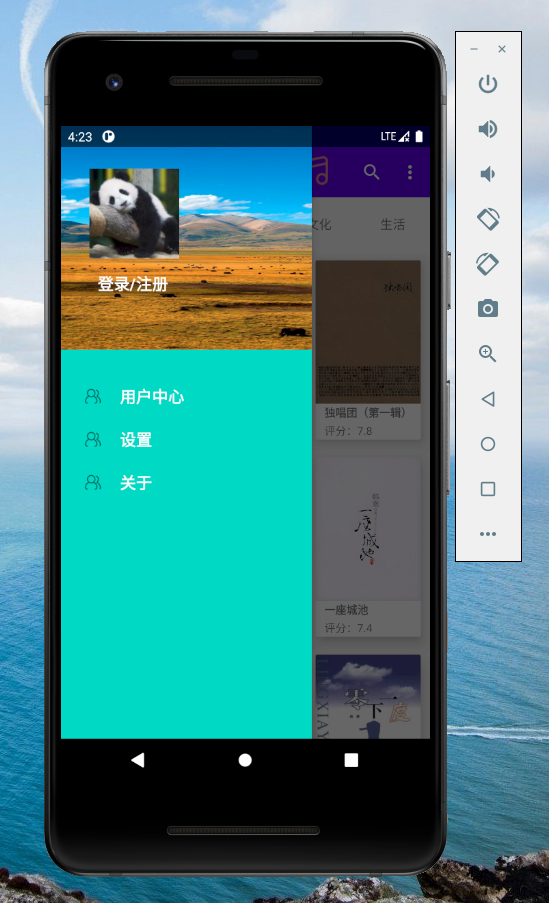 4:23
LTE
登录/注册
文化
生活
用户中心
设置
关于
独唱团
独唱团（第一辑）
评分：7.8
一座城池
一座城池
评分：7.4
零下一度